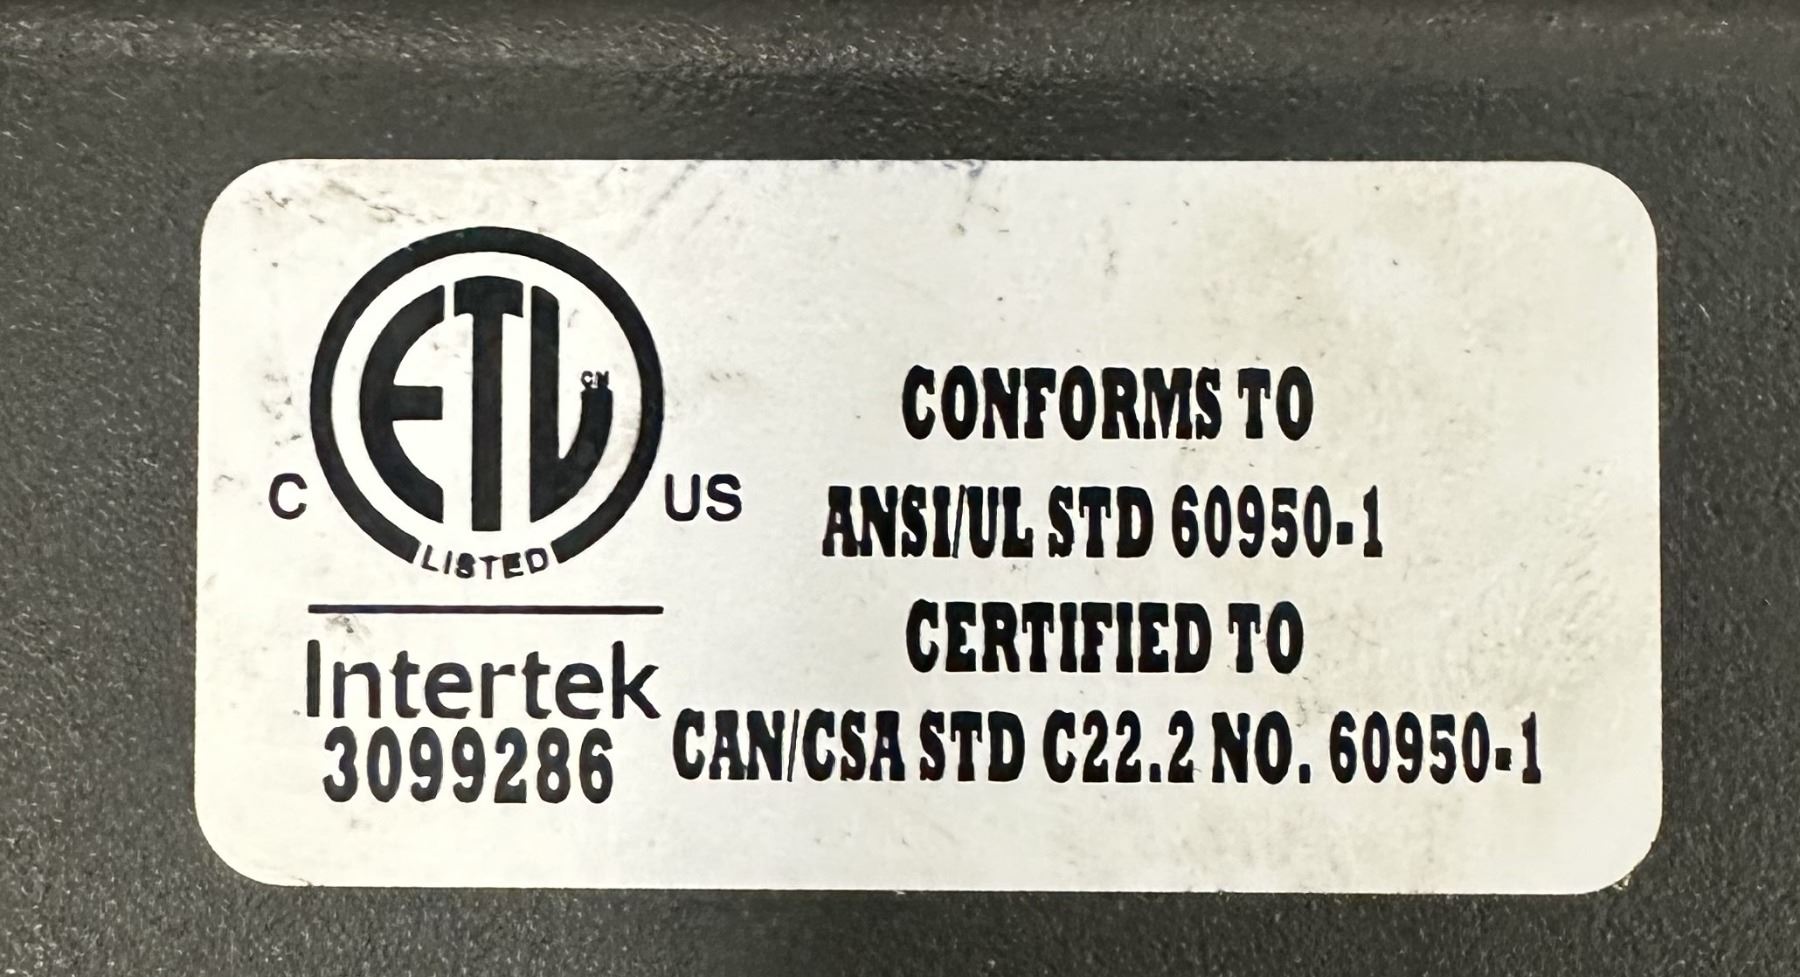 ETL CM
C US
LISTED
Intertek
3099286
CONFORMS TO
ANSI/UL STD 60950-1
CERTIFIED TO
CAN/CSA STD C22.2 NO. 60950-1